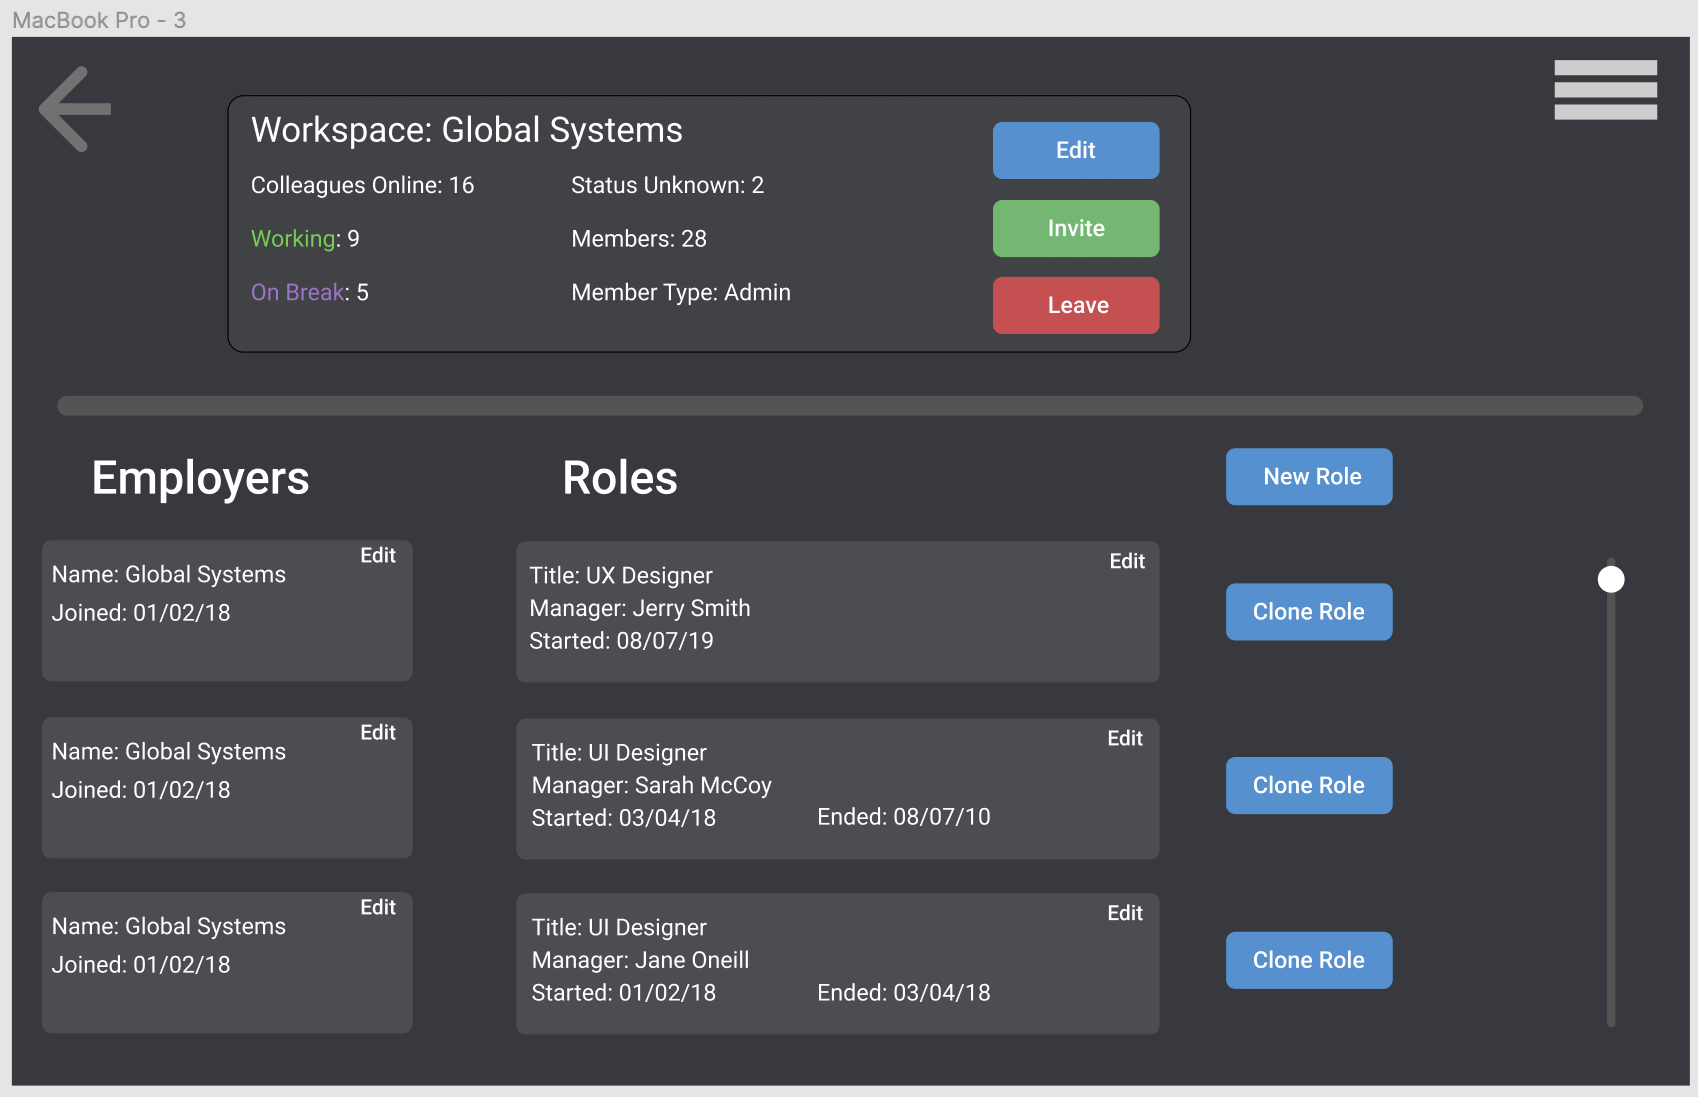 MacBook Pro - 3
Workspace: Global Systems
Edit
Colleagues Online: 16
Status Unknown: 2
Invite
Working: 9
Members: 28
On Break: 5
Member Type: Admin
Leave
Employers
Roles
New Role
Edit
Name: Global Systems
Joined: 01/02/18
Edit
Title: UX Designer
Manager: Jerry Smith
Started: 08/07/19
Clone Role
Edit
Name: Global Systems
Joined: 01/02/18
Edit
Title: UI Designer
Manager: Sarah McCoy
Started: 03/04/18
Ended: 08/07/10
Clone Role
Edit
Name: Global Systems
Joined: 01/02/18
Edit
Title: UI Designer
Manager: Jane Oneill
Started: 01/02/18
Ended: 03/04/18
Clone Role